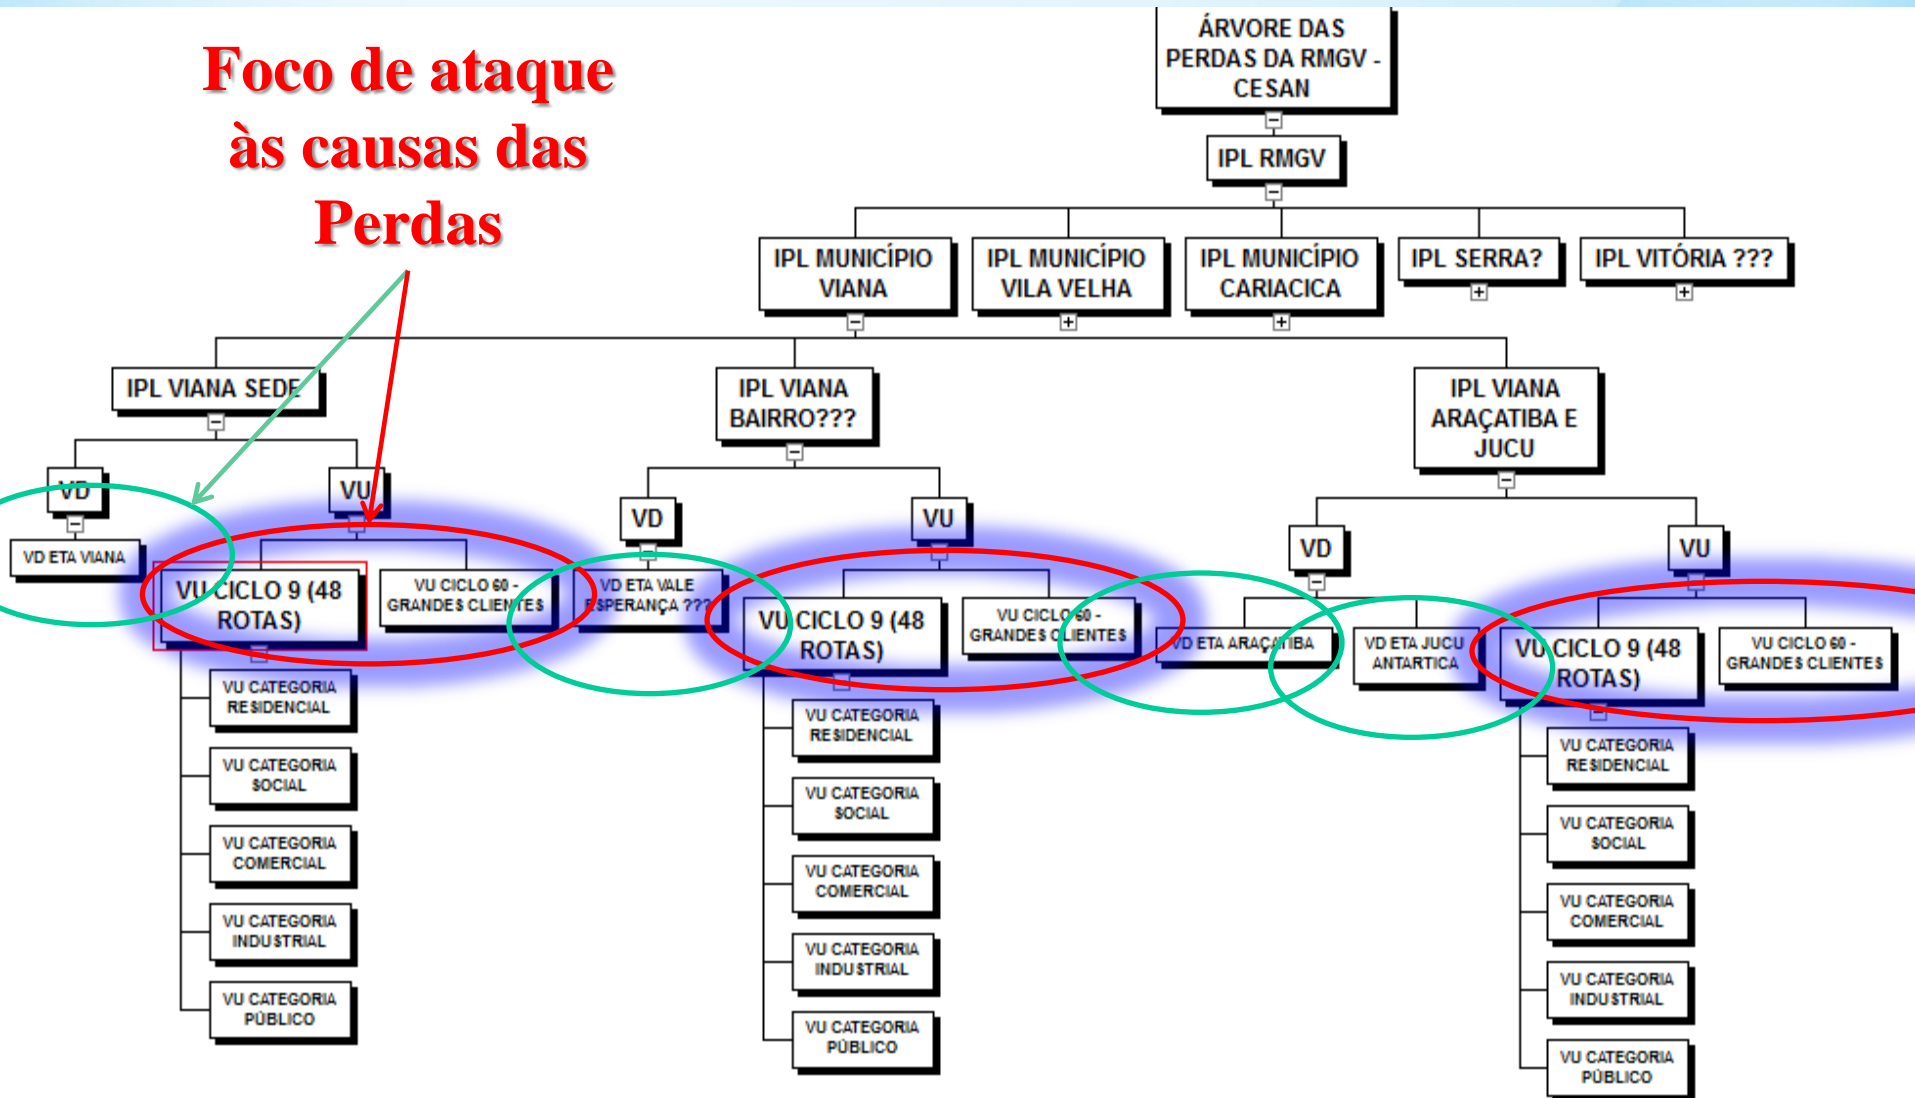 Foco de ataque
às causas das
Perdas
ÁRVORE DAS
PERDAS DA RMGV -
CESAN
IPL RMGV
IPL MUNICÍPIO
VIANA
IPL MUNICÍPIO
VILA VELHA
IPL MUNICÍPIO
CARIACICA
IPL SERRA?
IPL VITÓRIA ???
IPL VIANA SEDE
IPL VIANA
BAIRRO???
IPL VIANA
ARAÇATIBA E
JUCU
VD
VU
VD
VU
VD
VU
VD ETA VIANA
VU CICLO 9 (48
ROTAS)
VU CICLO 60 -
GRANDES CLIENTES
VD ETA VALE
ESPERANÇA ???
VU CICLO 9 (48
ROTAS)
VU CICLO 60 -
GRANDES CLIENTES
VD ETA ARAÇATIBA
VD ETA JUCU
ANTARTICA
VU CICLO 9 (48
ROTAS)
VU CICLO 60 -
GRANDES CLIENTES
VU CATEGORIA
RESIDENCIAL
VU CATEGORIA
SOCIAL
VU CATEGORIA
COMERCIAL
VU CATEGORIA
INDUSTRIAL
VU CATEGORIA
PÚBLICO
VU CATEGORIA
RESIDENCIAL
VU CATEGORIA
SOCIAL
VU CATEGORIA
COMERCIAL
VU CATEGORIA
INDUSTRIAL
VU CATEGORIA
PÚBLICO
VU CATEGORIA
RESIDENCIAL
VU CATEGORIA
SOCIAL
VU CATEGORIA
COMERCIAL
VU CATEGORIA
INDUSTRIAL
VU CATEGORIA
PÚBLICO